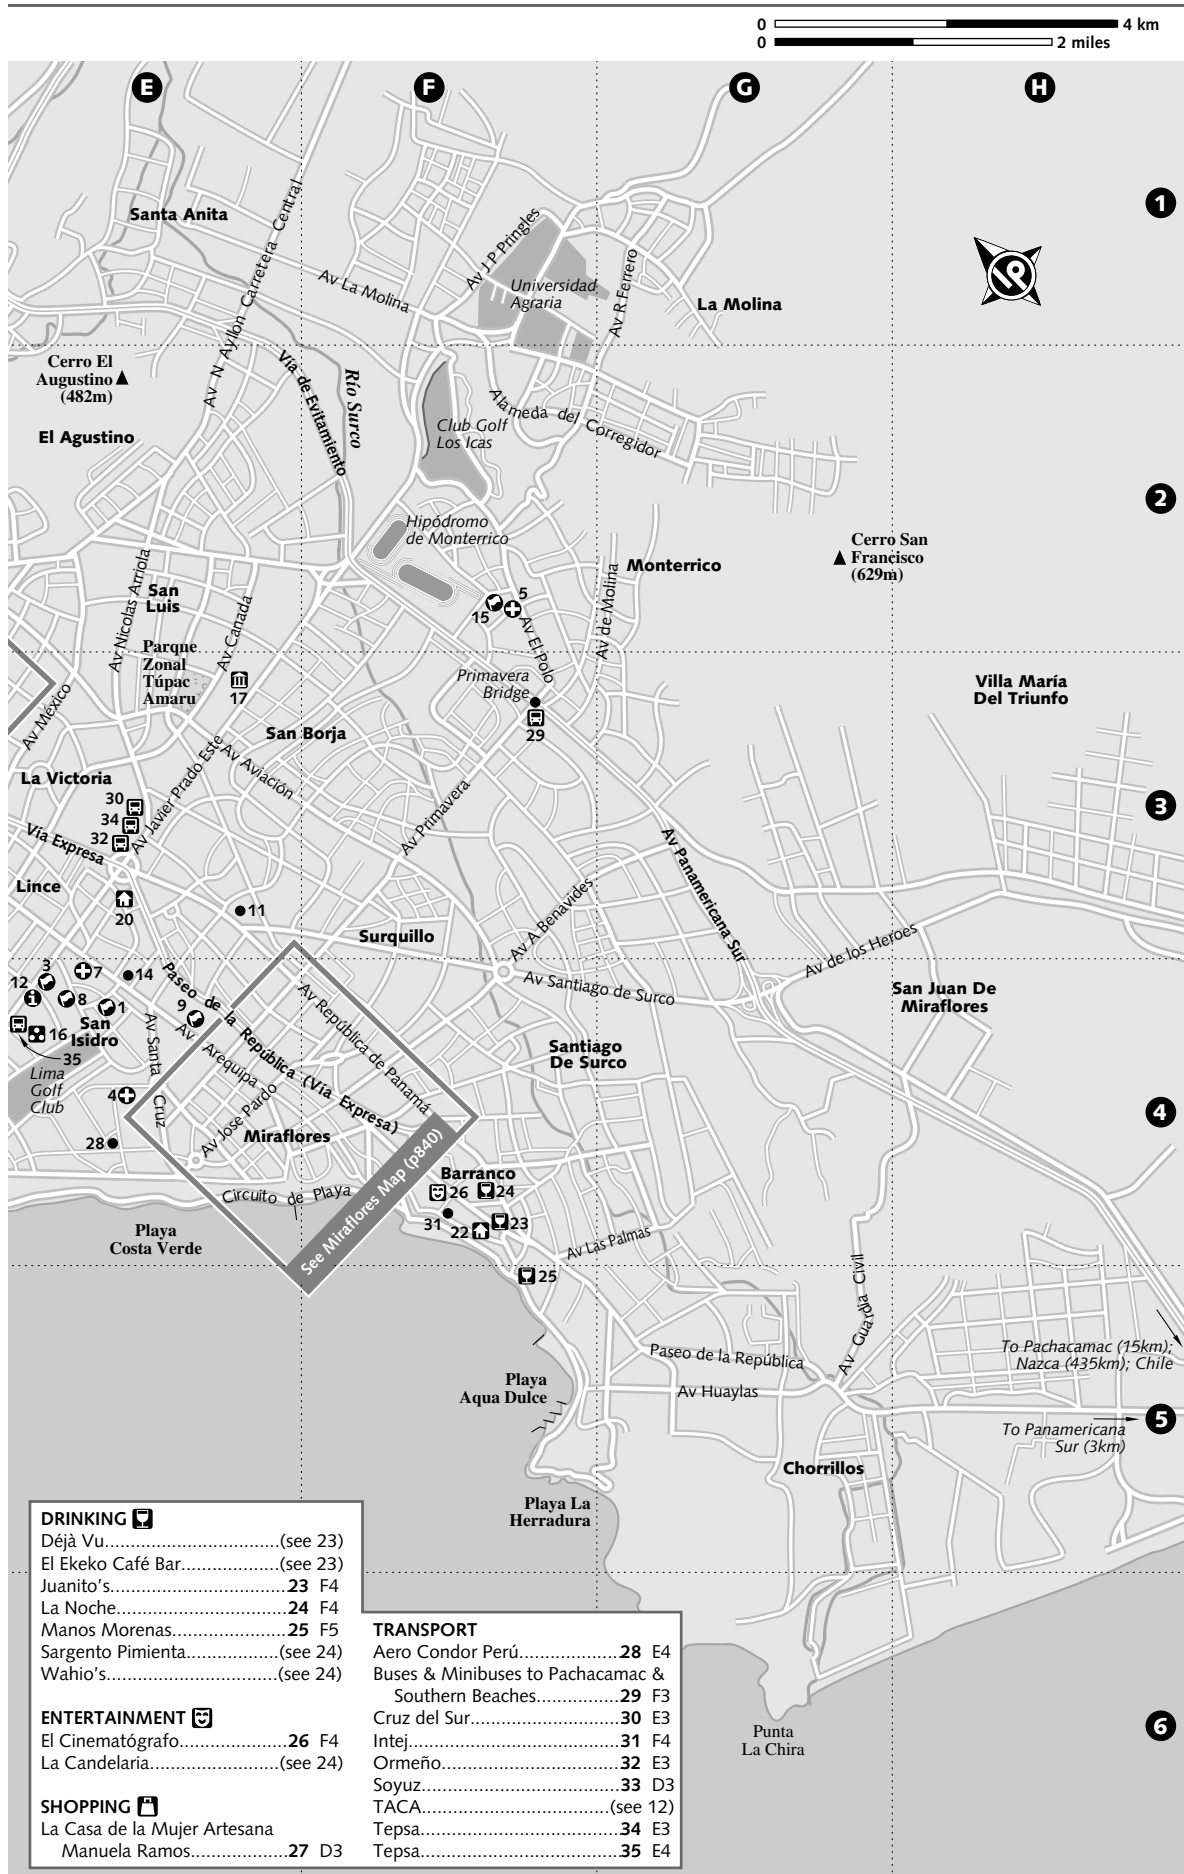 0 4 km
0 2 miles
E F G H
1
Santa Anita
Av N Ayllon Carretera Central
Av La Molina
Av J P Pringles
Universidad
Agraria
Av R Ferrero
La Molina
Cerro El
Augustino
(482m)
El Agustino
Vía de Evitamiento
Río Surco
Club Golf
Los Icas
Alameda del Corregidor
2
Hipódromo
de Monterrico
Monterrico
Cerro San
Francisco
(629m)
Av Nicolas Arriola
San
Luis
Av Canada
15
5
Av El Polo
Av de Molina
Parque
Zonal
Túpac
Amaru
17
Primavera
Bridge
29
Villa María
Del Triunfo
Av México
San Borja
La Victoria
Av Javier Prado Este
Av Aviación
Av Primavera
30
34
32
3
Vía Expresa
Av Panamericana Sur
Lince
20
11
Surquillo
Av A Benavides
Av de los Heroes
3
7
14
12
8
1
9
Paseo de la República (Vía Expresa)
Av República de Panamá
Av Santiago de Surco
San Juan De
Miraflores
16
San
Isidro
35
Av Santa Cruz
Av Arequipa
Santiago
De Surco
Lima
Golf
Club
4
Av Jose Pardo
4
28
Miraflores
See Miraflores Map (p840)
Barranco
26
24
Circuito de Playa
31
22
23
Playa
Costa Verde
Av Las Palmas
25
Av Guardia Civil
Paseo de la República
To Pachacamac (15km);
Nazca (435km); Chile
Playa
Aqua Dulce
Av Huaylas
5
To Panamericana
Sur (3km)
Chorrillos
Playa La
Herradura
DRINKING
Déjà Vu.................................(see 23)
El Ekeko Café Bar..................(see 23)
Juanito's..................................23 F4
La Noche................................24 F4
Manos Morenas......................25 F5
Sargento Pimienta.................(see 24)
Wahio's................................(see 24)
ENTERTAINMENT
El Cinematógrafo....................26 F4
La Candelaria........................(see 24)
SHOPPING
La Casa de la Mujer Artesana
Manuela Ramos..................27 D3
TRANSPORT
Aero Condor Perú...................28 E4
Buses & Minibuses to Pachacamac &
Southern Beaches................29 F3
Cruz del Sur............................30 E3
Intej........................................31 F4
Ormeño..................................32 E3
Soyuz......................................33 D3
TACA....................................(see 12)
Tepsa......................................34 E3
Tepsa......................................35 E4
Punta
La Chira
6